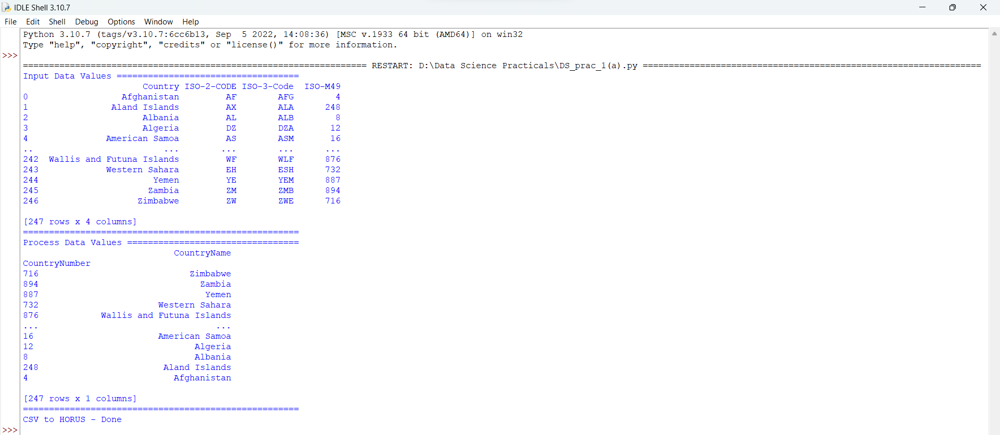 IDLE Shell 3.10.7
File Edit Shell Debug Options Window Help
Python 3.10.7 (tags/v3.10.7:6cc6b13, Sep  5 2022, 14:08:36) [MSC v.1933 64 bit (AMD64)] on win32
Type "help", "copyright", "credits" or "license()" for more information.
>>>
================================================================== RESTART: D:\Data Science Practicals\DS_prac_1(a).py =================================================================
Input Data Values ===================================
                       Country ISO-2-CODE ISO-3-Code  ISO-M49
0                  Afghanistan         AF        AFG        4
1                Aland Islands         AX        ALA      248
2                      Albania         AL        ALB        8
3                      Algeria         DZ        DZA       12
4               American Samoa         AS        ASM       16
..                         ...        ...        ...      ...
242  Wallis and Futuna Islands         WF        WLF      876
243             Western Sahara         EH        ESH      732
244                      Yemen         YE        YEM      887
245                     Zambia         ZM        ZMB      894
246                   Zimbabwe         ZW        ZWE      716
[247 rows x 4 columns]
=====================================================
Process Data Values =================================
                             CountryName
CountryNumber
716                             Zimbabwe
894                               Zambia
887                                Yemen
732                       Western Sahara
876            Wallis and Futuna Islands
...                                  ...
16                        American Samoa
12                               Algeria
8                                Albania
248                        Aland Islands
4                            Afghanistan
[247 rows x 1 columns]
=====================================================
CSV to HORUS - Done
>>>